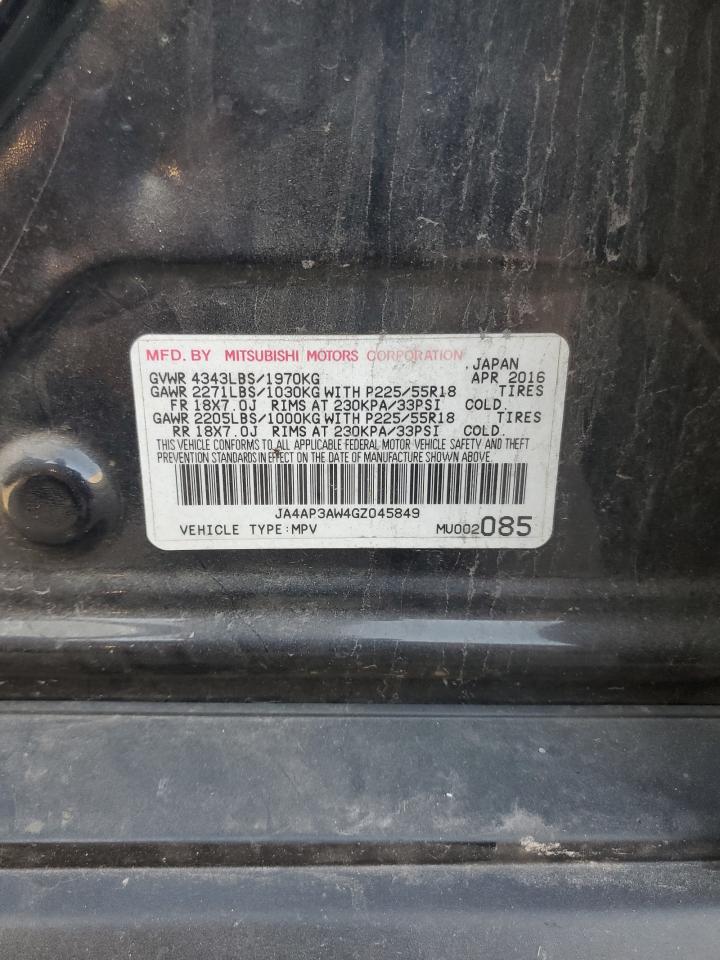 MFD. BY MITSUBISHI MOTORS CORPORATION JAPAN
GVWR 4343LBS/1970KG APR 2016
GAWR 2271LBS/1030KG WITH P225/55R18 TIRES
FR 18X7.0J RIMS AT 230KPA/33PSI COLD.
GAWR 2205LBS/1000KG WITH P225/55R18 TIRES
RR 18X7.0J RIMS AT 230KPA/33PSI COLD.
THIS VEHICLE CONFORMS TO ALL APPLICABLE FEDERAL MOTOR VEHICLE SAFETY AND THEFT
PREVENTION STANDARDS IN EFFECT ON THE DATE OF MANUFACTURE SHOWN ABOVE.
JA4AP3AW4GZ045849
VEHICLE TYPE:MPV MU002085